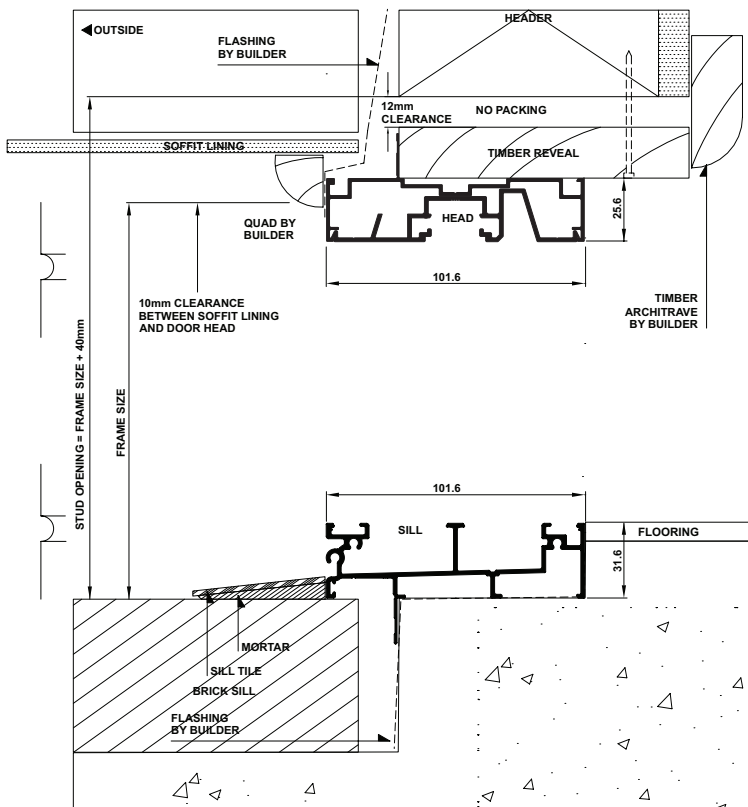 OUTSIDE
FLASHING
BY BUILDER
HEADER
12mm
CLEARANCE
NO PACKING
SOFFIT LINING
TIMBER REVEAL
QUAD BY
BUILDER
HEAD
25.6
101.6
10mm CLEARANCE
BETWEEN SOFFIT LINING
AND DOOR HEAD
TIMBER
ARCHITRAVE
BY BUILDER
STUD OPENING = FRAME SIZE + 40mm
FRAME SIZE
101.6
SILL
FLOORING
31.6
MORTAR
SILL TILE
BRICK SILL
FLASHING
BY BUILDER